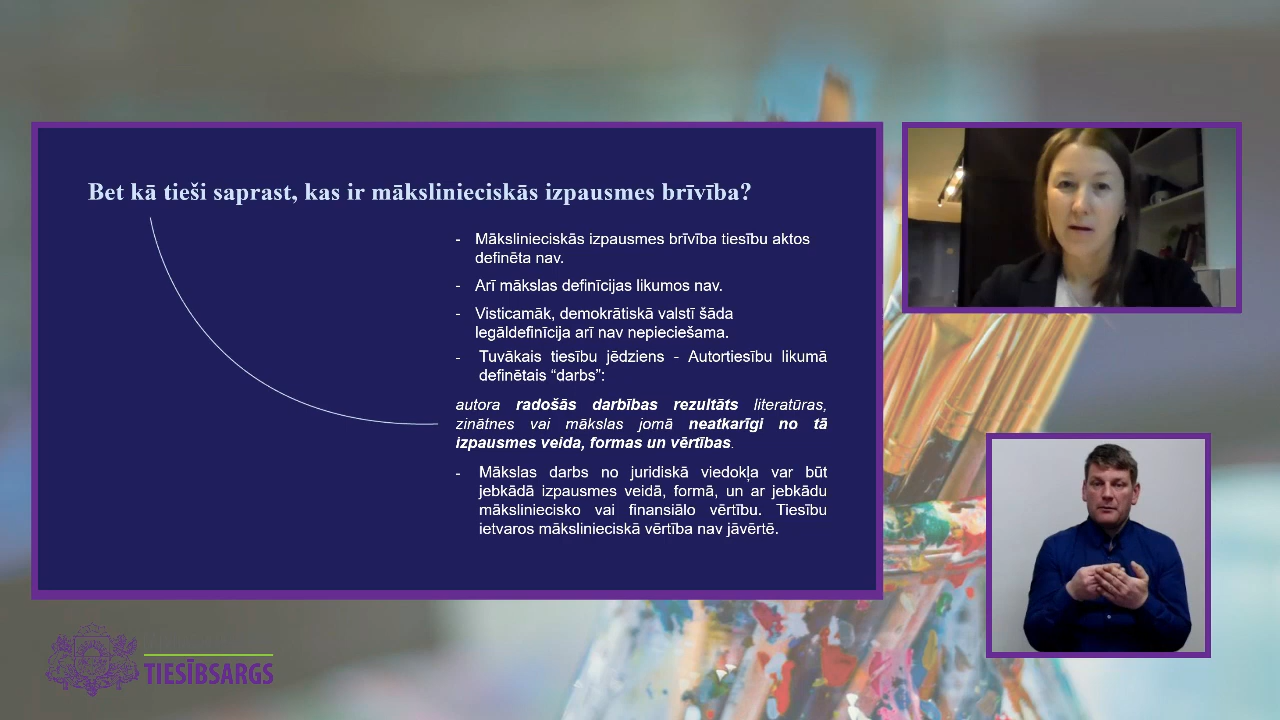 Bet kā tieši saprast, kas ir mākslinieciskās izpausmes brīvība?
- Mākslinieciskās izpausmes brīvība tiesību aktos
definēta nav.
- Arī mākslas definīcijas likumos nav.
- Visticamāk, demokrātiskā valstī šāda
legāldefinīcija arī nav nepieciešama.
- Tuvākais tiesību jēdziens - Autortiesību likumā
definētais “darbs”:
autora radošās darbības rezultāts literatūras,
zinātnes vai mākslas jomā neatkarīgi no tā
izpausmes veida, formas un vērtības.
- Mākslas darbs no juridiskā viedokļa var būt
jebkādā izpausmes veidā, formā, un ar jebkādu
māksliniecisko vai finansiālo vērtību. Tiesību
ietvaros mākslinieciskā vērtība nav jāvērtē.
TIESĪBSARGS